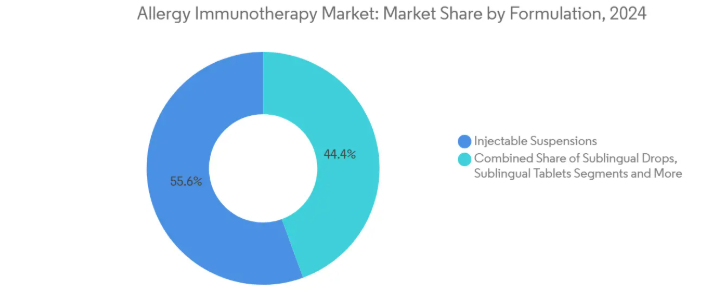 Allergy Immunotherapy Market: Market Share by Formulation, 2024
44.4%
55.6%
Injectable Suspensions
Combined Share of Sublingual Drops,
Sublingual Tablets Segments and More